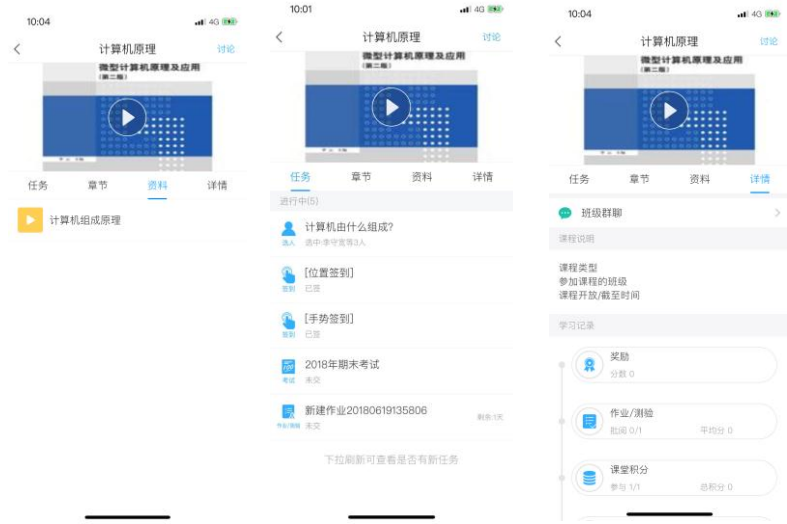 10:04
4G
计算机原理
讨论
微型计算机原理及应用
(第二版)
任务 章节 资料 详情
计算机组成原理
10:01
4G
计算机原理
讨论
微型计算机原理及应用
(第二版)
任务 章节 资料 详情
进行中(5)
计算机由什么组成?
选人 选中:李守宽等3人
[位置签到]
签到 已签
[手势签到]
签到 已签
2018年期末考试
考试 未交
新建作业20180619135806
剩余:1天
作业/测验 未交
下拉刷新可查看是否有新任务
10:04
4G
计算机原理
讨论
微型计算机原理及应用
(第二版)
任务 章节 资料 详情
班级群聊
课程说明
课程类型
参加课程的班级
课程开放/截至时间
学习记录
奖励
分数 0
作业/测验
批阅 0/1 平均分 0
课堂积分
参与 1/1 总积分 0